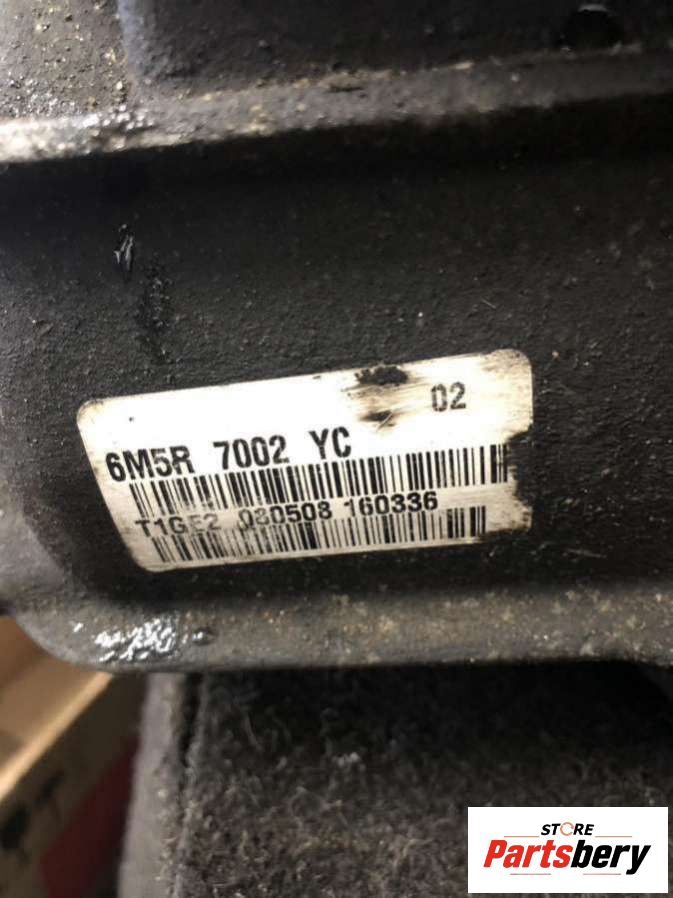 02
6M5R 7002 YC
T1GE2 080508 160336
STORE
Partsbery